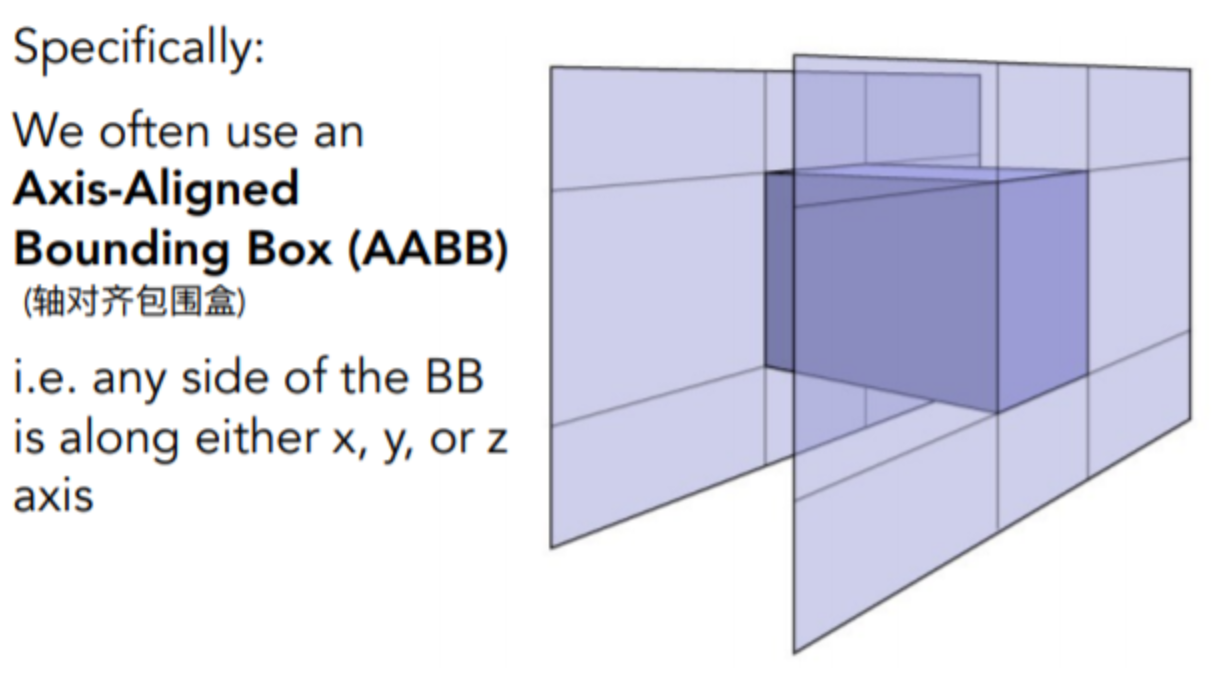 Specifically:
We often use an
Axis-Aligned
Bounding Box (AABB)
(轴对齐包围盒)
i.e. any side of the BB
is along either x, y, or z
axis